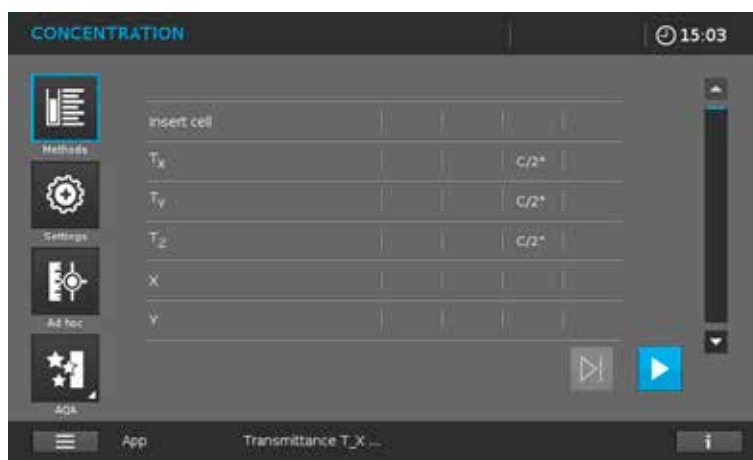 CONCENTRATION 15:03
Methods
Settings
Ad hoc
AQA
Insert cell
TX C/2°
TY C/2°
TZ C/2°
X
Y
App Transmittance T_X ...
i